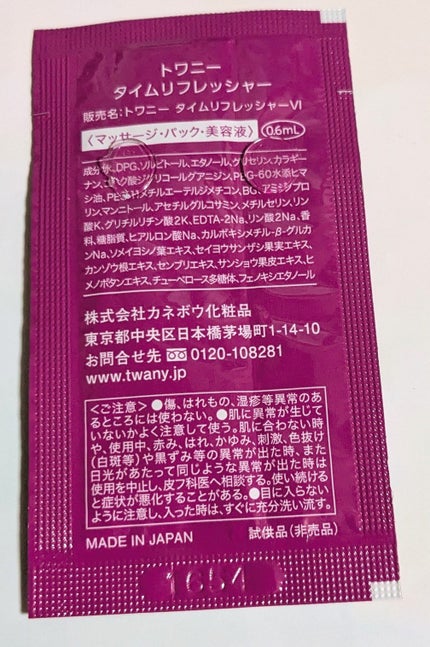 トワニー
タイムリフレッシャー
販売名:トワニー タイムリフレッシャーVI
〈マッサージ・パック・美容液〉 0.6mL
成分:水、DPG、ソルビトール、エタノール、グリセリン、カラギー
ナン、リコールグアニジン、PEG-60水添ヒマ
シ油、メチルエーテルジメチコン、BG、アミジノプロ
リン、マンニトール、アセチルグルコサミン、メチルセリン、リン
酸K、グリチルリチン酸2K、EDTA-2Na、リン酸2Na、香
料、糖脂質、ヒアルロン酸Na、カルボキシメチル-β-グルカ
ンNa、ソメイヨシノ葉エキス、セイヨウサンザシ果実エキス、
カンゾウ根エキス、センブリエキス、サンショウ果皮エキス、ヒ
メノボタンエキス、チューベロース多糖体、フェノキシエタノール
株式会社カネボウ化粧品
東京都中央区日本橋茅場町1-14-10
お問合せ先 0120-108281
www.twany.jp
〈ご注意〉●傷、はれもの、湿疹等異常のあ
るところには使わない。●肌に異常が生じて
いないかよく注意して使う。肌に合わない時
や、使用中、赤み、はれ、かゆみ、刺激、色抜け
(白斑等)や黒ずみ等の異常が出た時、また
日光があたって同じような異常が出た時は
使用を中止し、皮フ科医へ相談する。使い続ける
と症状が悪化することがある。●目に入らない
ように注意し、入った時は、すぐに充分洗い流す。
MADE IN JAPAN 試供品(非売品)
1654